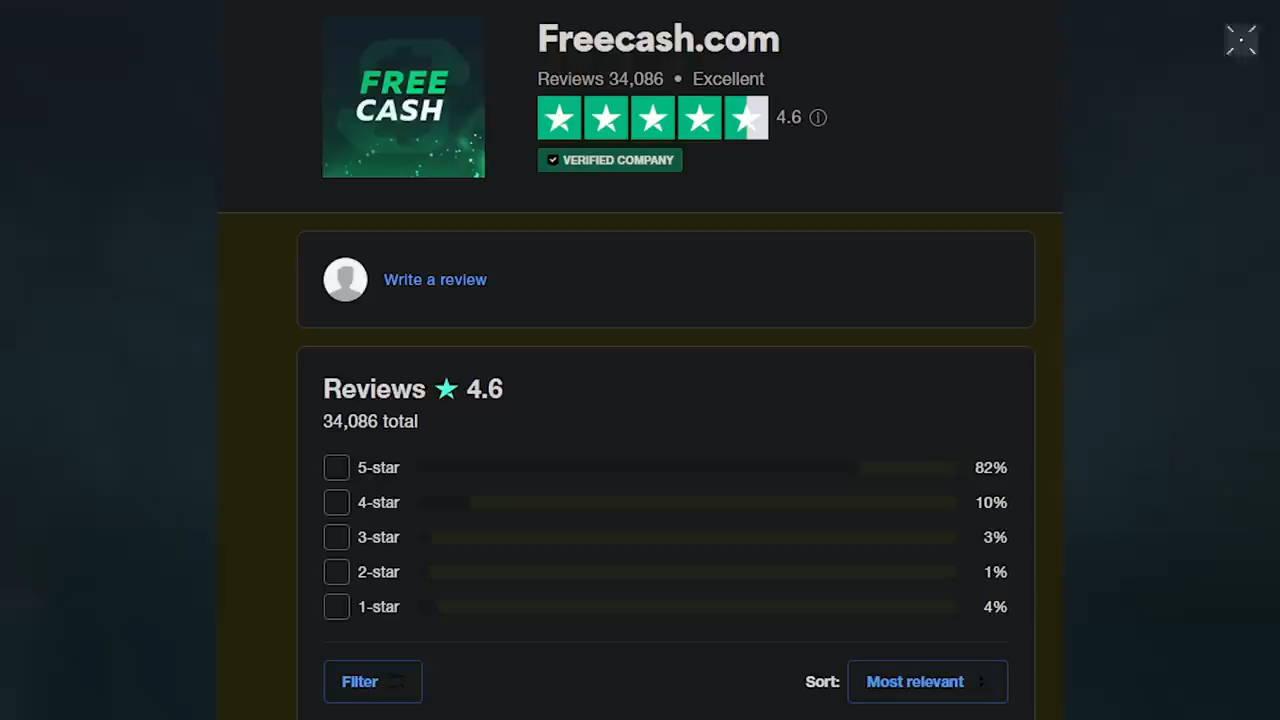 FREE
CASH
Freecash.com
Reviews 34,086 • Excellent
4.6
VERIFIED COMPANY
Write a review
Reviews ★ 4.6
34,086 total
5-star 82%
4-star 10%
3-star 3%
2-star 1%
1-star 4%
Filter Sort: Most relevant